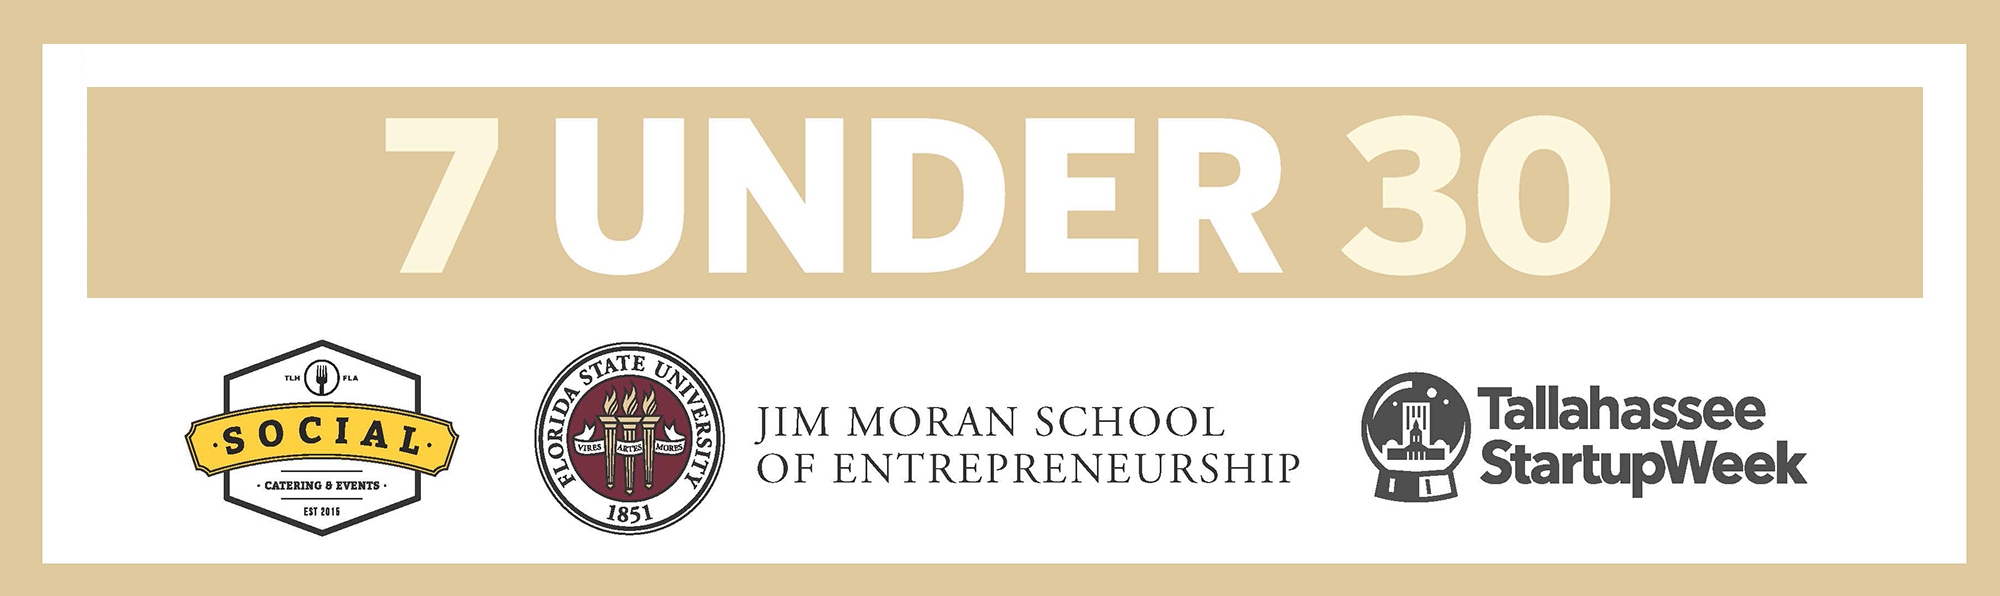 7 UNDER 30
TLH FLA
·SOCIAL·
· CATERING & EVENTS ·
EST 2015
FLORIDA STATE UNIVERSITY
VIRES ARTES MORES
1851
JIM MORAN SCHOOL
OF ENTREPRENEURSHIP
Tallahassee
StartupWeek